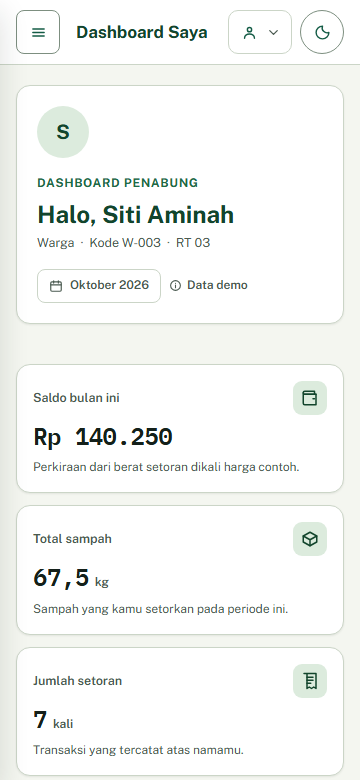 Dashboard Saya
S
DASHBOARD PENABUNG
Halo, Siti Aminah
Warga · Kode W-003 · RT 03
Oktober 2026
Data demo
Saldo bulan ini
Rp 140.250
Perkiraan dari berat setoran dikali harga contoh.
Total sampah
67,5 kg
Sampah yang kamu setorkan pada periode ini.
Jumlah setoran
7 kali
Transaksi yang tercatat atas namamu.